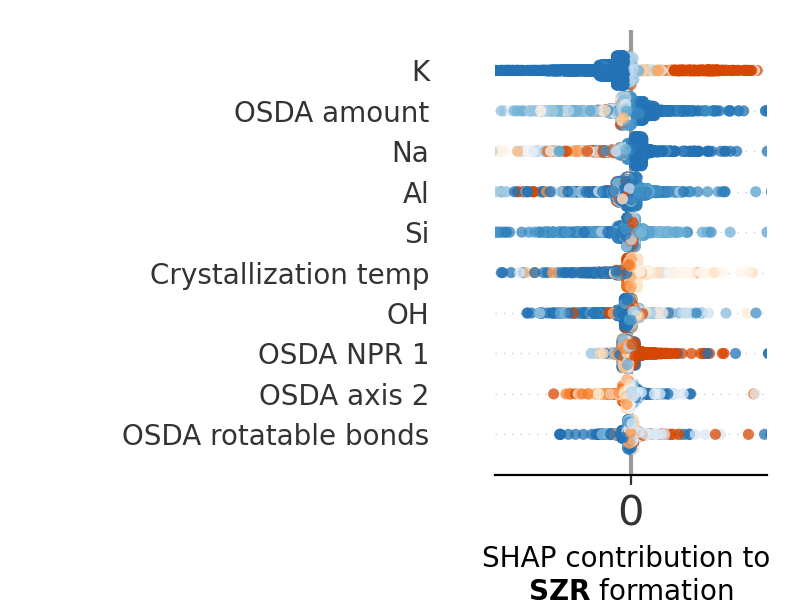 K
OSDA amount
Na
Al
Si
Crystallization temp
OH
OSDA NPR 1
OSDA axis 2
OSDA rotatable bonds
0
SHAP contribution to
SZR formation